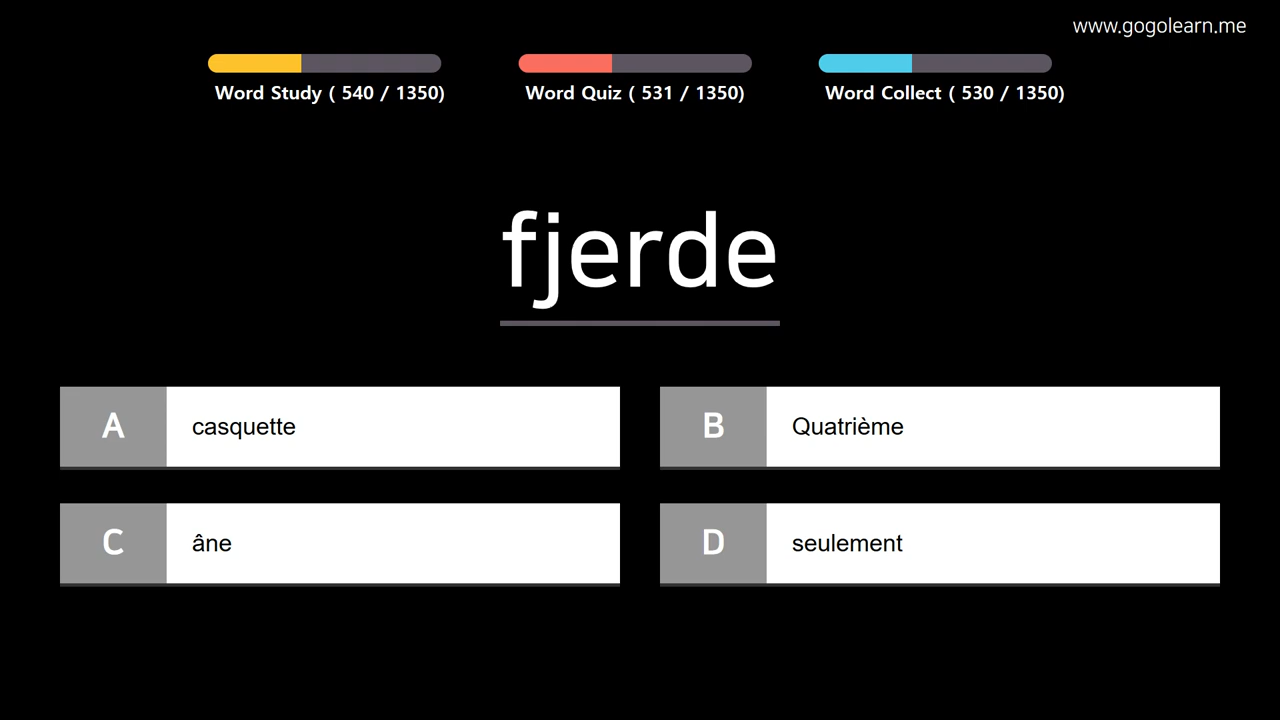 www.gogolearn.me
Word Study ( 540 / 1350)
Word Quiz ( 531 / 1350)
Word Collect ( 530 / 1350)
fjerde
A casquette
B Quatrième
C âne
D seulement